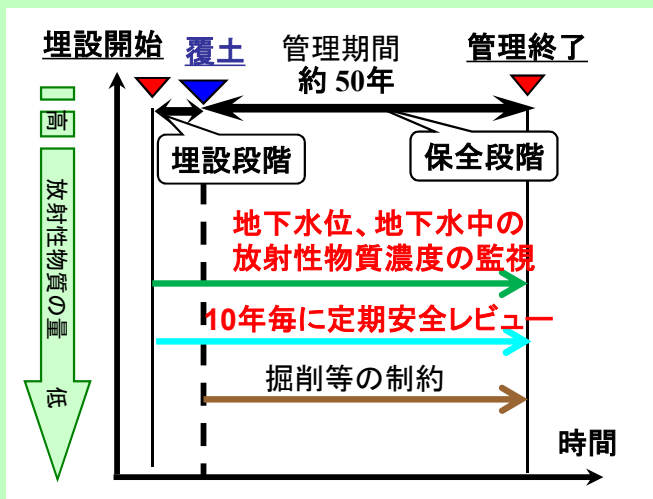 埋設開始
覆土
管理期間
約 50年
管理終了
埋設段階
保全段階
高
放射性物質の量
低
地下水位、地下水中の
放射性物質濃度の監視
10年毎に定期安全レビュー
掘削等の制約
時間